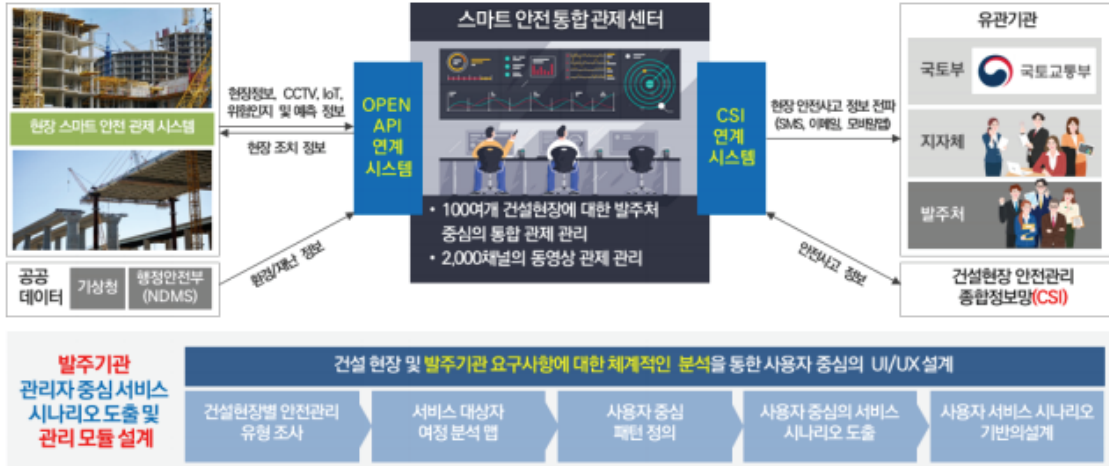 스마트 안전 통합 관제 센터
유관기관
국토부
국토교통부
현장정보, CCTV, IoT,
위험인지 및 예측 정보
OPEN
API
연계
시스템
CSI
연계
시스템
현장 안전사고 정보 전파
(SMS, 이메일, 모바일앱)
현장 스마트 안전 관제 시스템
현장 조치 정보
지자체
발주처
• 100여개 건설현장에 대한 발주처
중심의 통합 관제 관리
• 2,000채널의 동영상 관제 관리
환경/재난 정보
안전사고 정보
공공
데이터
기상청
행정안전부
(NDMS)
건설현장 안전관리
종합정보망(CSI)
발주기관
관리자 중심 서비스
시나리오 도출 및
관리 모듈 설계
건설 현장 및 발주기관 요구사항에 대한 체계적인 분석을 통한 사용자 중심의 UI/UX 설계
건설현장별 안전관리
유형 조사
서비스 대상자
여정 분석 맵
사용자 중심
패턴 정의
사용자 중심의 서비스
시나리오 도출
사용자 서비스 시나리오
기반의설계